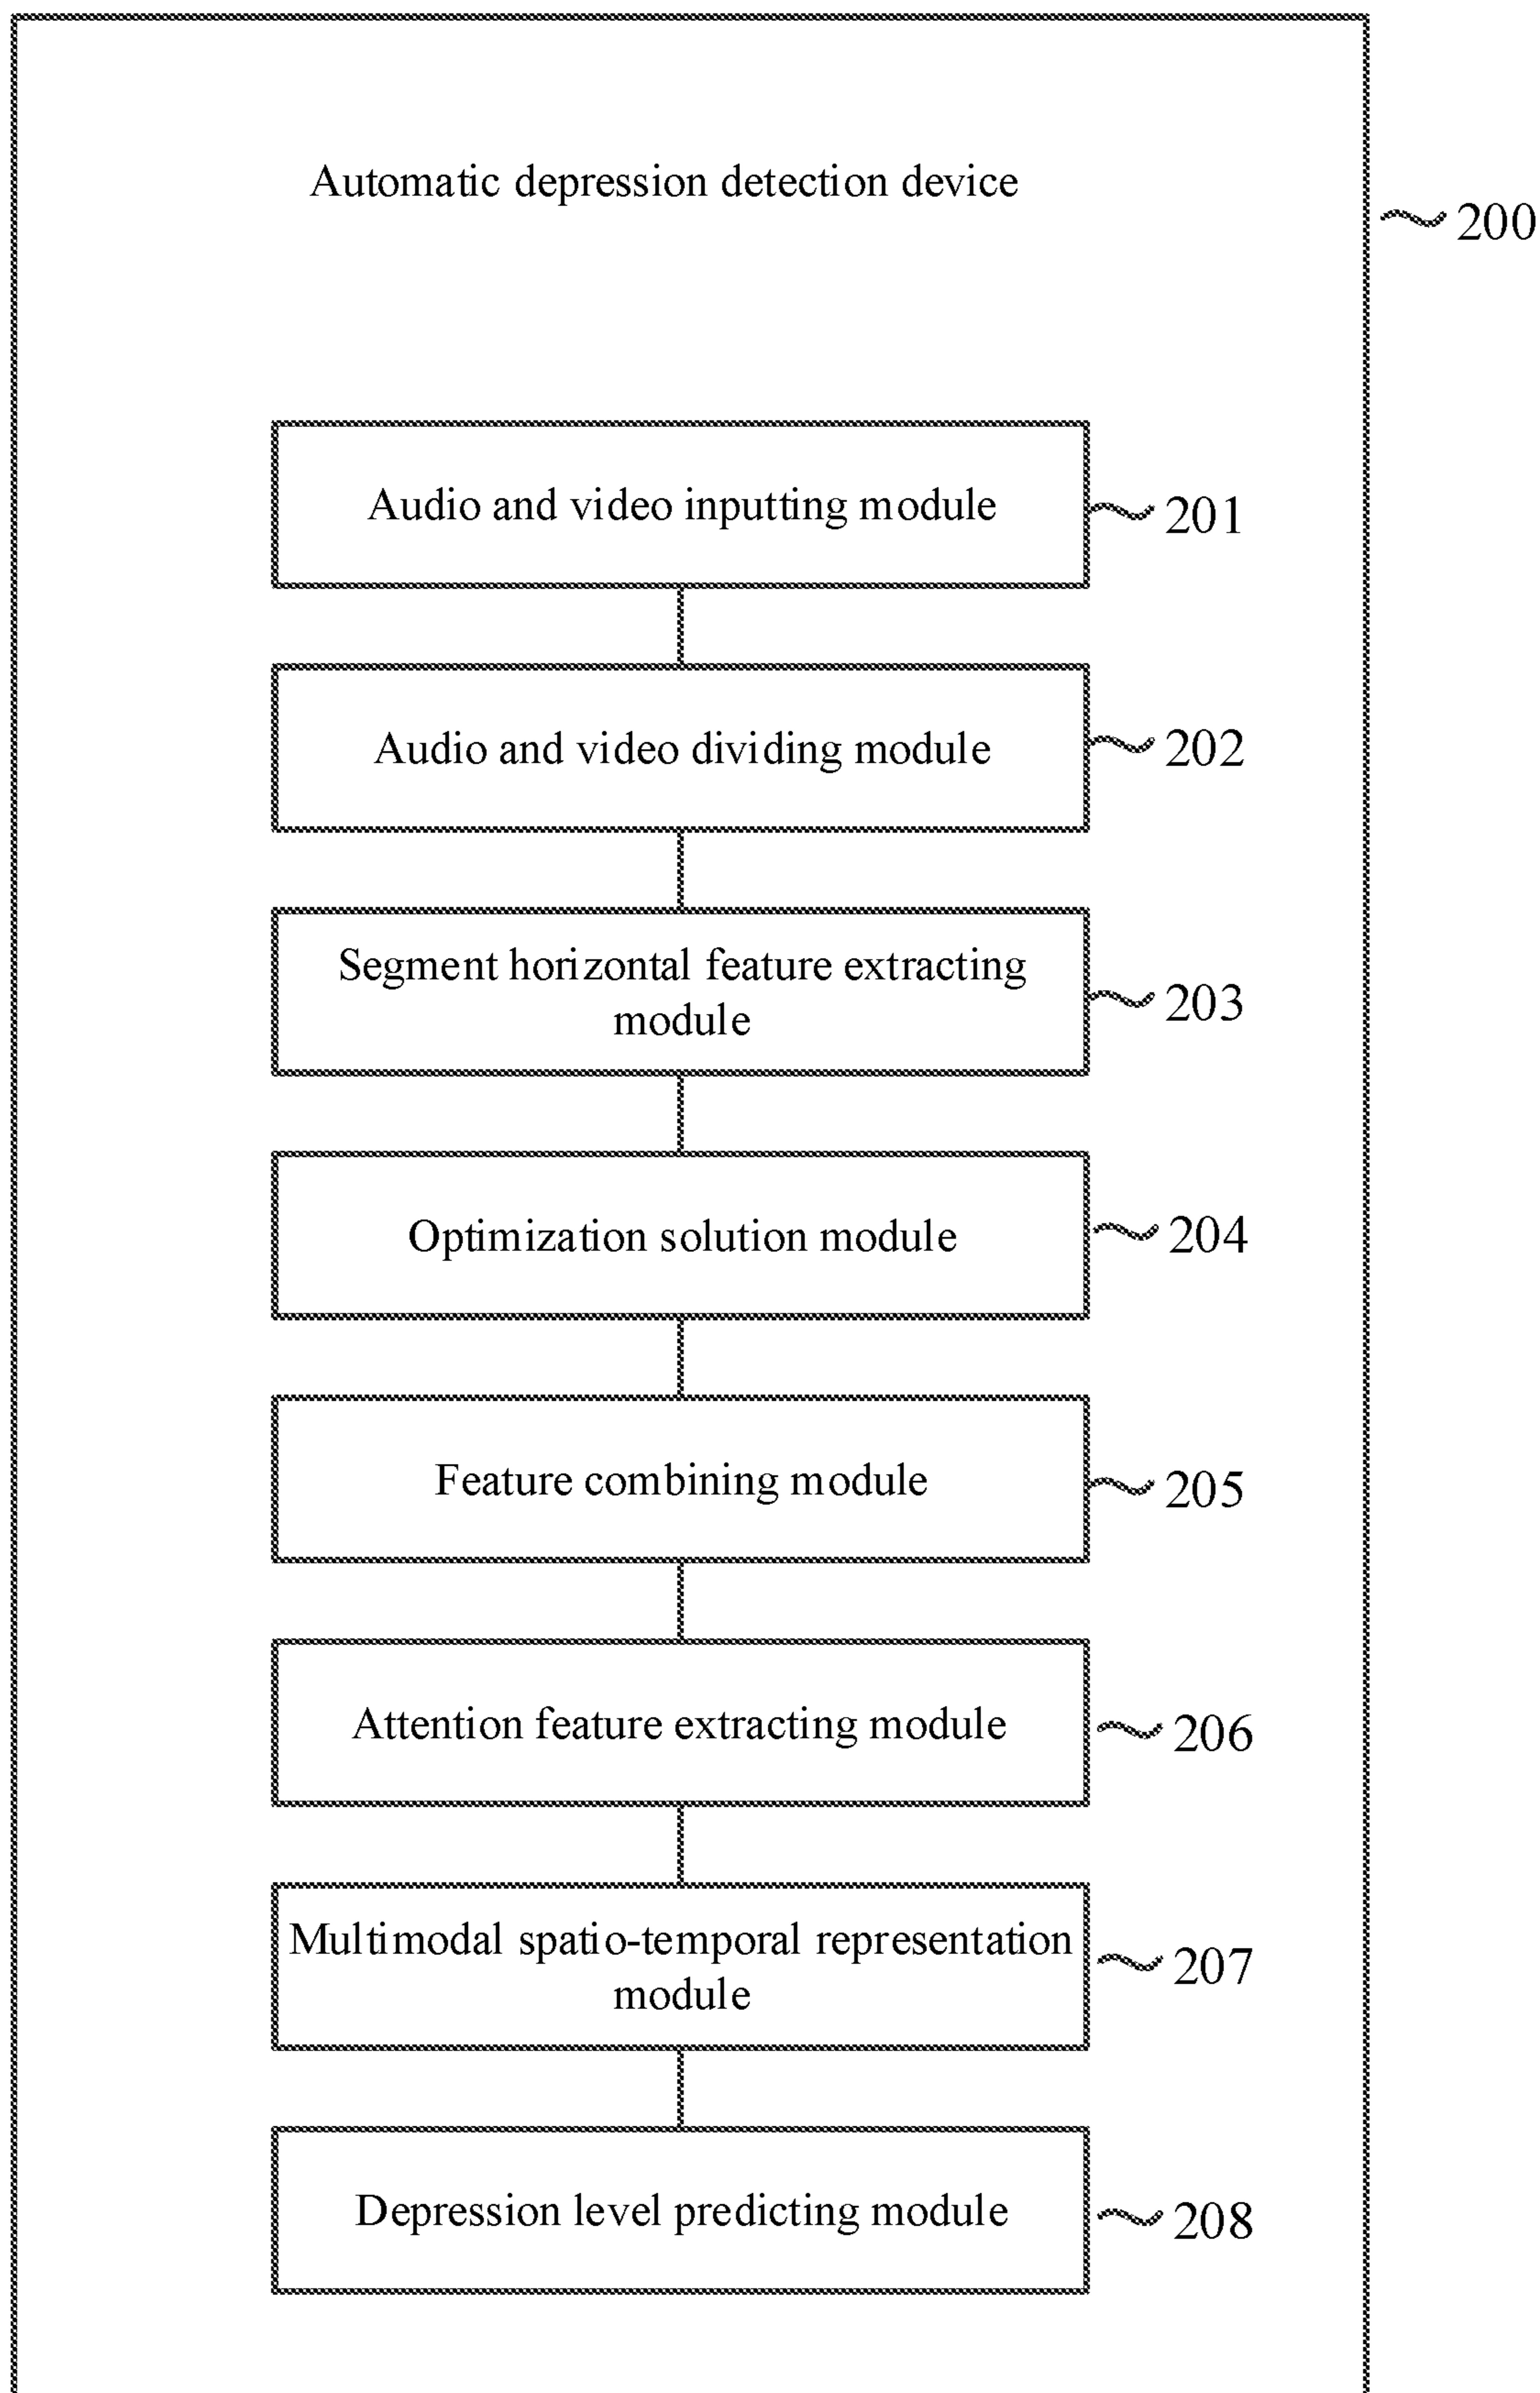 Automatic depression detection device
200
Audio and video inputting module
201
Audio and video dividing module
202
Segment horizontal feature extracting
module
203
Optimization solution module
204
Feature combining module
205
Attention feature extracting module
206
Multimodal spatio-temporal representation
module
207
Depression level predicting module
208